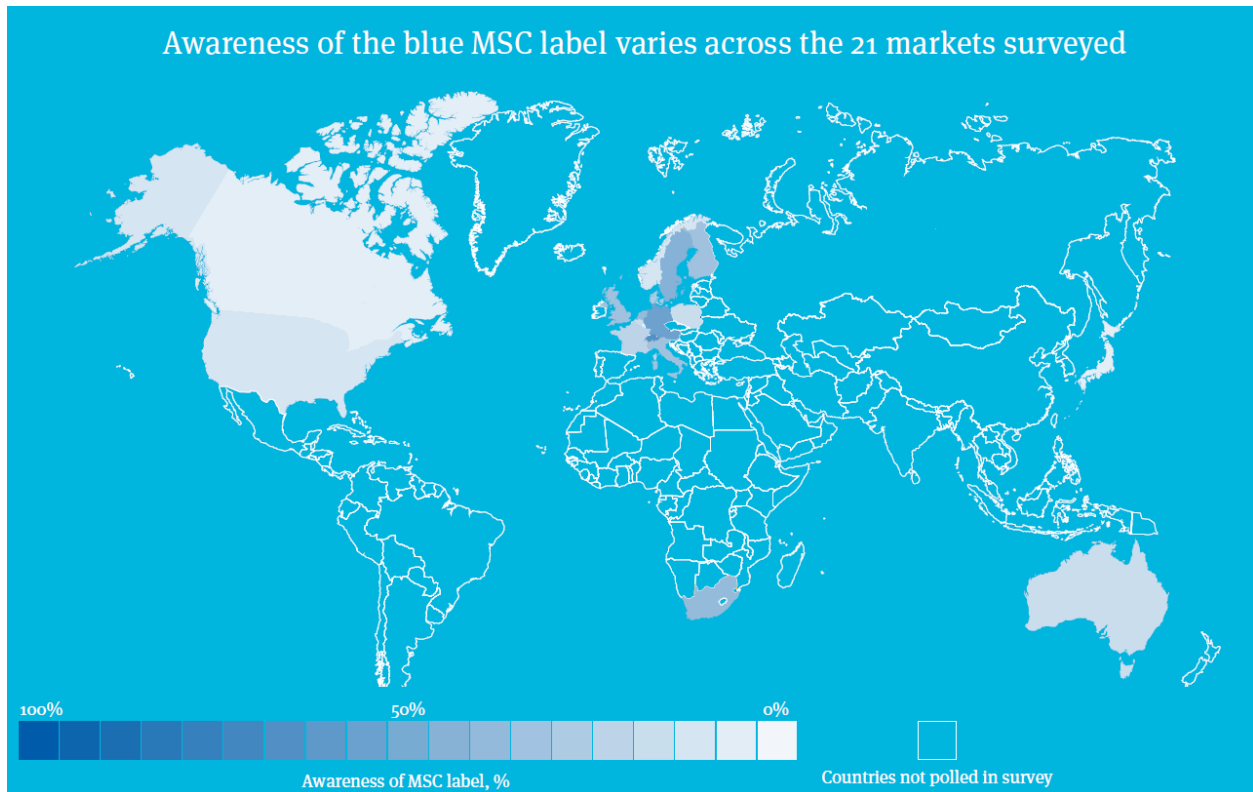 Awareness of the blue MSC label varies across the 21 markets surveyed
100% 50% 0%
Awareness of MSC label, %
Countries not polled in survey